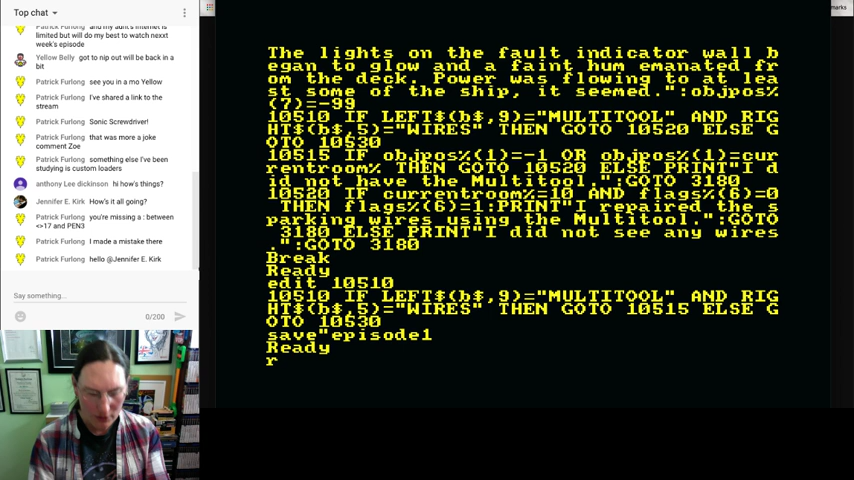 Top chat
Patrick Furlong and my aunt's internet is
limited but will do my best to watch nexxt
week's episode
Yellow Belly got to nip out will be back in a
bit
Patrick Furlong see you in a mo Yellow
Patrick Furlong I've shared a link to the
stream
Patrick Furlong Sonic Screwdriver!
Patrick Furlong that was more a joke
comment Zoe
Patrick Furlong something else I've been
studying is custom loaders
anthony Lee dickinson hi how's things?
Jennifer E. Kirk How's it all going?
Patrick Furlong you're missing a : between
<>17 and PEN3
Patrick Furlong I made a mistake there
Patrick Furlong hello @Jennifer E. Kirk
Say something...
0/200
marks
The lights on the fault indicator wall b
egan to glow and a faint hum emanated fr
om the deck. Power was flowing to at lea
st some of the ship, it seemed.":objpos%
(7)=-99
10510 IF LEFT$(b$,9)="MULTITOOL" AND RIG
HT$(b$,5)="WIRES" THEN GOTO 10520 ELSE G
OTO 10530
10515 IF objpos%(1)=-1 OR objpos%(1)=cur
rentroom% THEN GOTO 10520 ELSE PRINT"I d
id not have the Multitool.":GOTO 3180
10520 IF currentroom%=10 AND flags%(6)=0
 THEN flags%(6)=1:PRINT"I repaired the s
parking wires using the Multitool.":GOTO
 3180 ELSE PRINT"I did not see any wires
.":GOTO 3180
Break
Ready
edit 10510
10510 IF LEFT$(b$,9)="MULTITOOL" AND RIG
HT$(b$,5)="WIRES" THEN GOTO 10515 ELSE G
OTO 10530
save"episode1
Ready
r